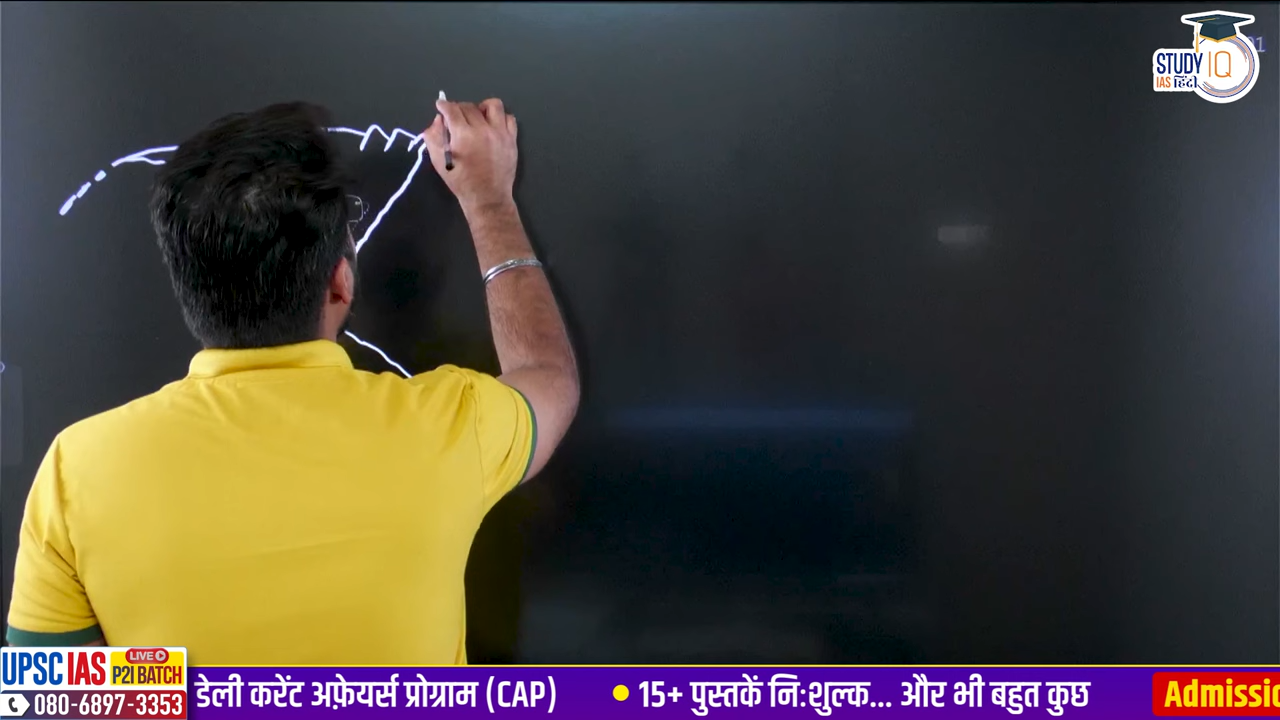 STUDY IQ
IAS हिंदी
UPSC IAS
LIVE
P2I BATCH
080-6897-3353
डेली करेंट अफ़ेयर्स प्रोग्राम (CAP)
15+ पुस्तकें नि:शुल्क... और भी बहुत कुछ